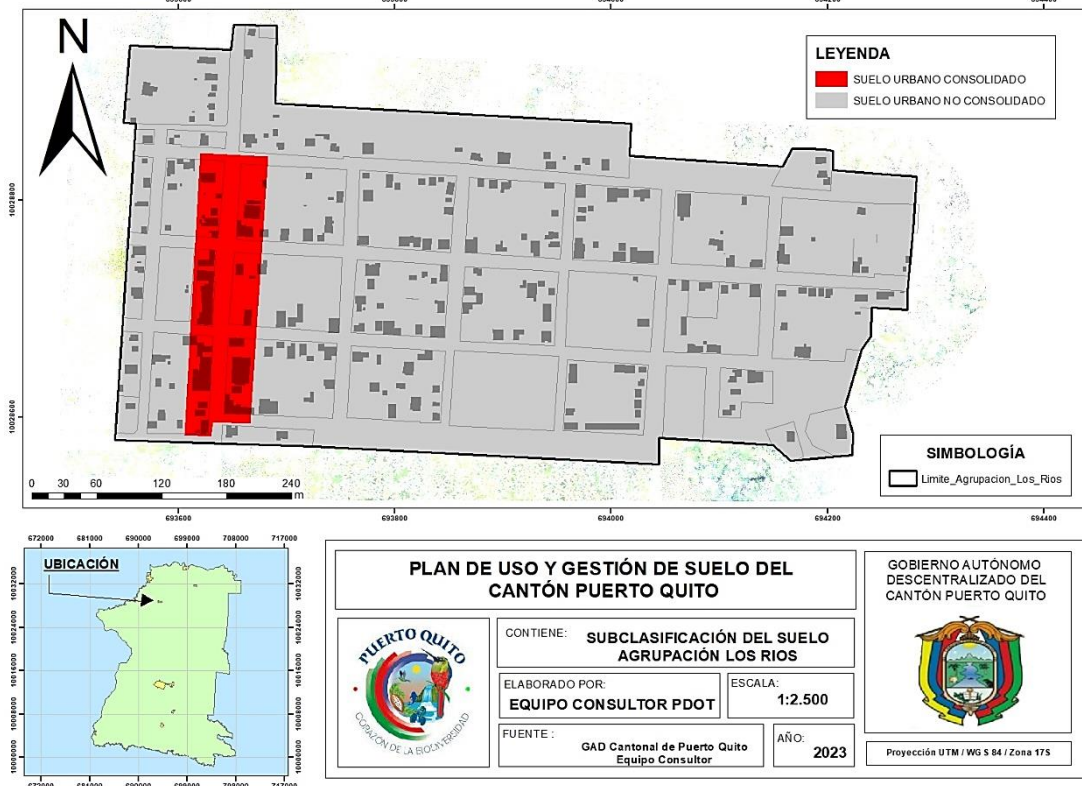 N
LEYENDA
SUELO URBANO CONSOLIDADO
SUELO URBANO NO CONSOLIDADO
10028800
10028600
SIMBOLOGÍA
Limite_Agrupacion_Los_Rios
0 30 60 120 180 240
m
693600 693800 694000 694200 694400
672000 681000 690000 699000 708000 717000
UBICACIÓN
10032000
10024000
10016000
10008000
10000000
PLAN DE USO Y GESTIÓN DE SUELO DEL
CANTÓN PUERTO QUITO
PUERTO QUITO
CORAZÓN DE LA BIODIVERSIDAD
CONTIENE: SUBCLASIFICACIÓN DEL SUELO
AGRUPACIÓN LOS RIOS
ELABORADO POR:
EQUIPO CONSULTOR PDOT
ESCALA:
1:2.500
FUENTE :
GAD Cantonal de Puerto Quito
Equipo Consultor
AÑO:
2023
GOBIERNO AUTÓNOMO
DESCENTRALIZADO DEL
CANTÓN PUERTO QUITO
Proyección UTM / WG S 84 / Zona 17S